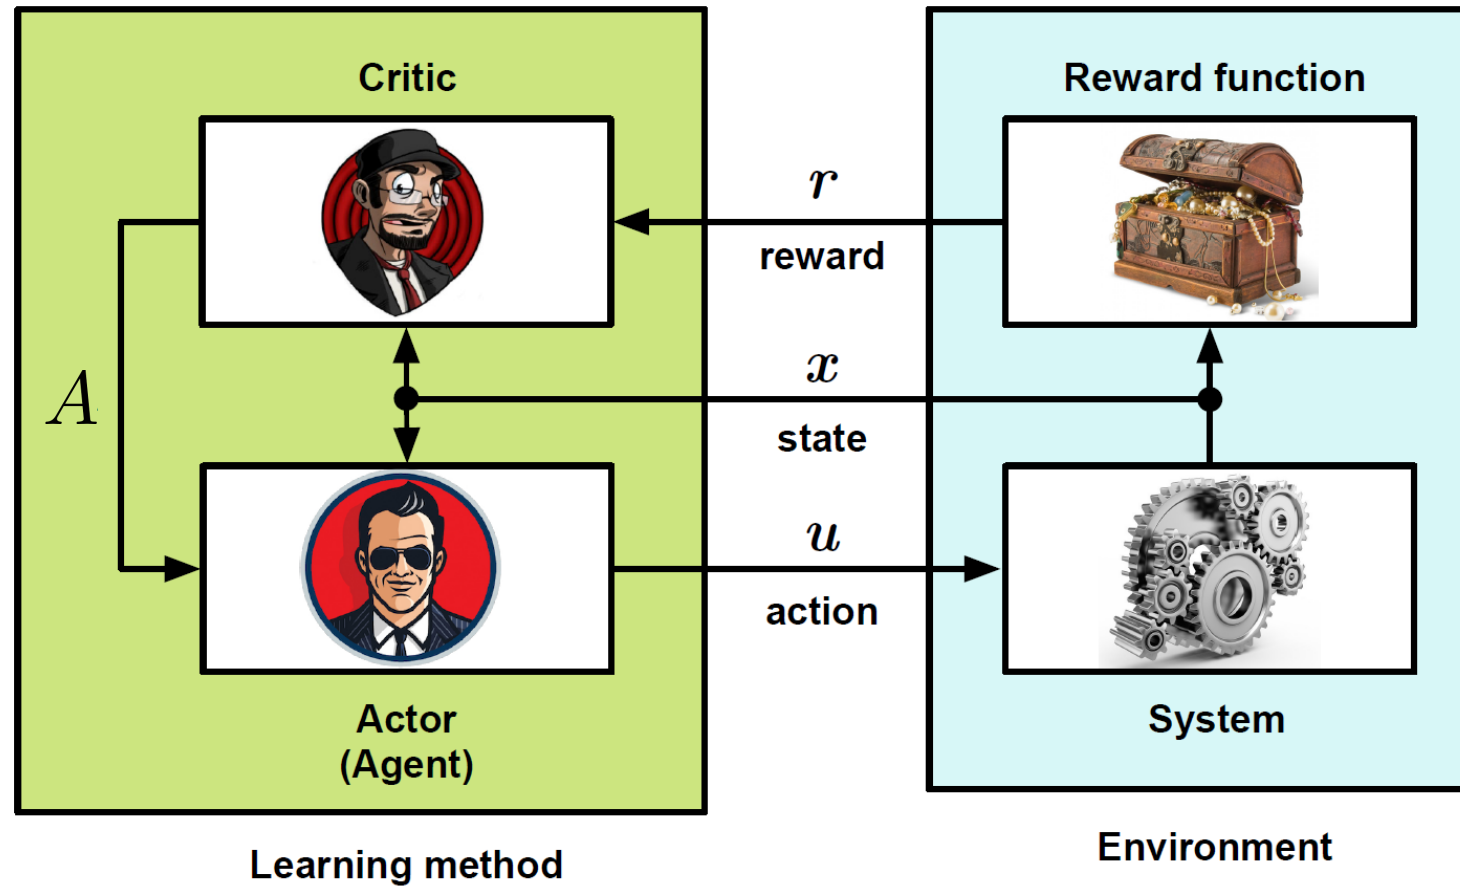 Critic
Reward function
r
reward
x
A
state
u
action
Actor
(Agent)
System
Learning method
Environment